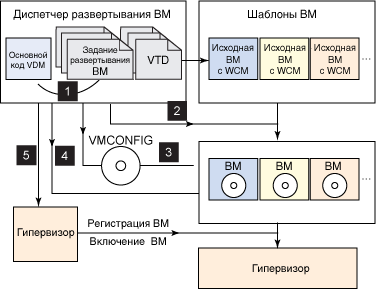 Диспетчер развертывания ВМ
Шаблоны ВМ
Основной
код VDM
Задание
развертывания
ВМ
VTD
Исходная
ВМ
с WCM
Исходная
ВМ
с WCM
Исходная
ВМ
с WCM
...
1
2
VMCONFIG
3
4
5
ВМ
ВМ
ВМ
...
Гипервизор
Регистрация ВМ
Включение ВМ
Гипервизор